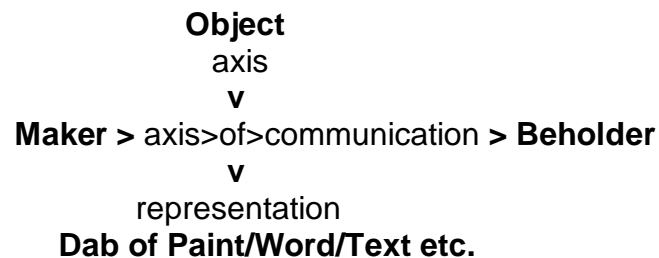 Object
axis
v
Maker > axis>of>communication > Beholder
v
representation
Dab of Paint/Word/Text etc.